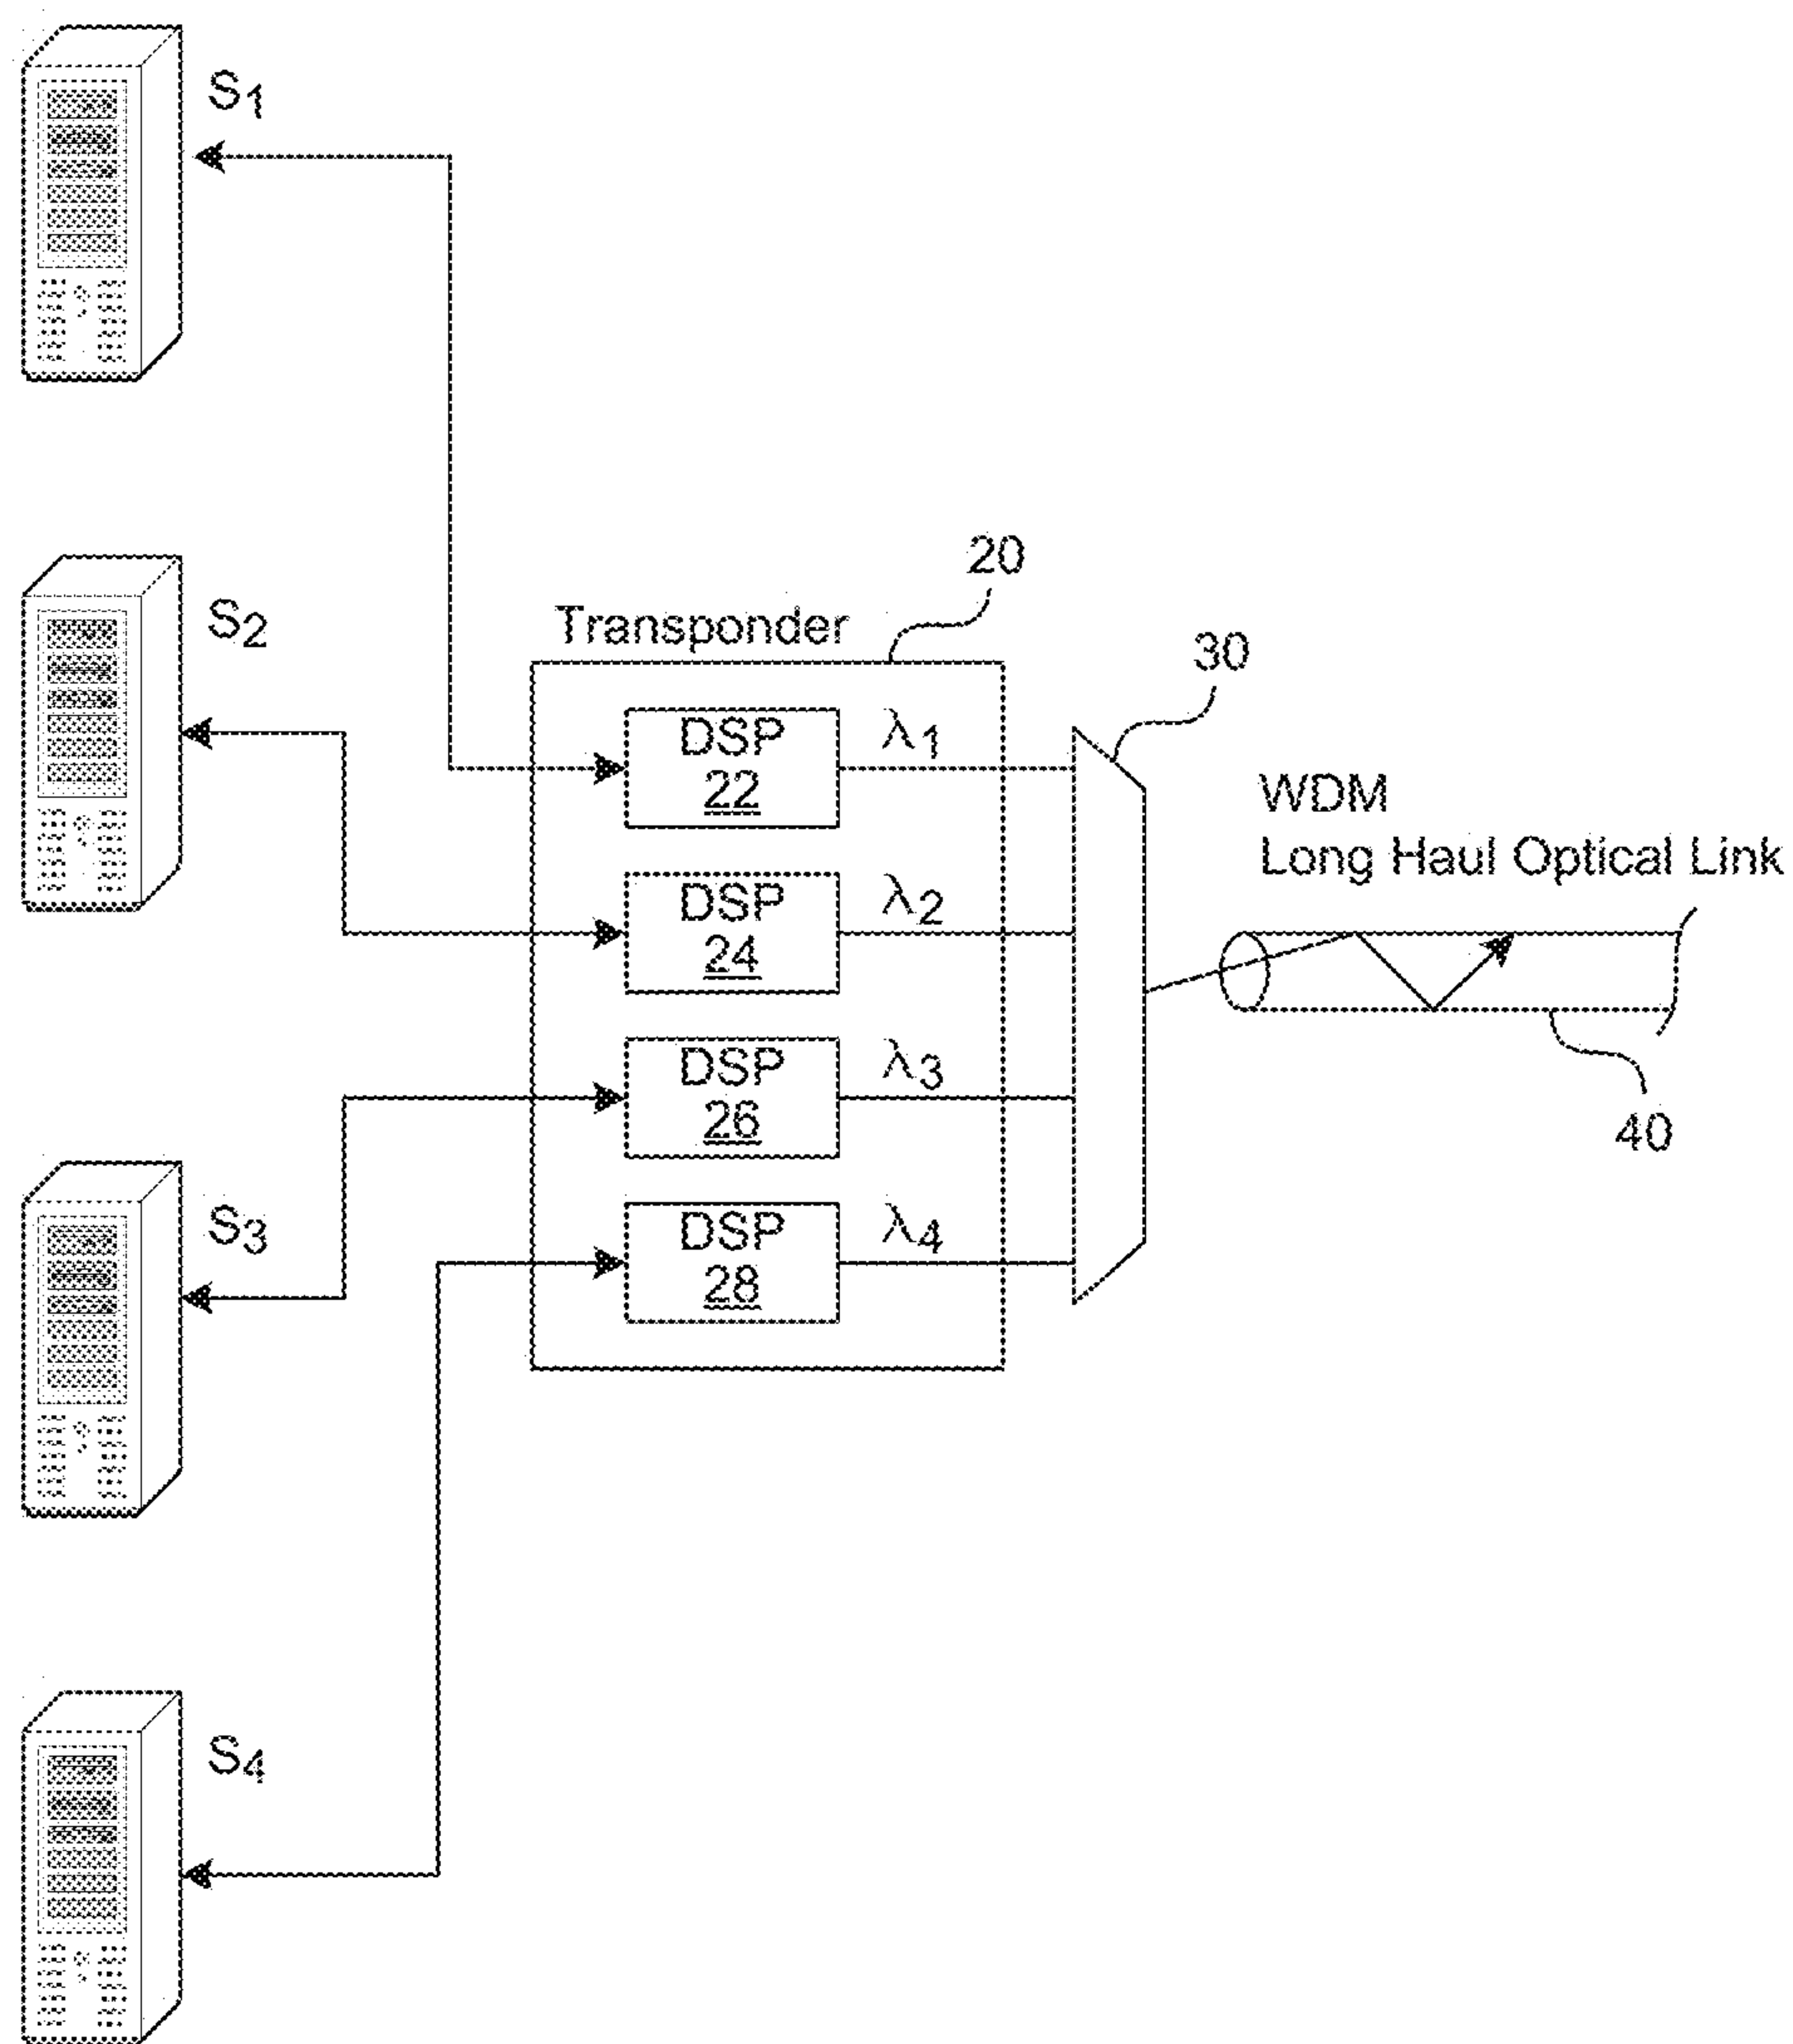 S1
S2
20
Transponder
30
DSP
22
λ1
WDM
Long Haul Optical Link
DSP
24
λ2
DSP
26
λ3
40
DSP
28
λ4
S3
S4